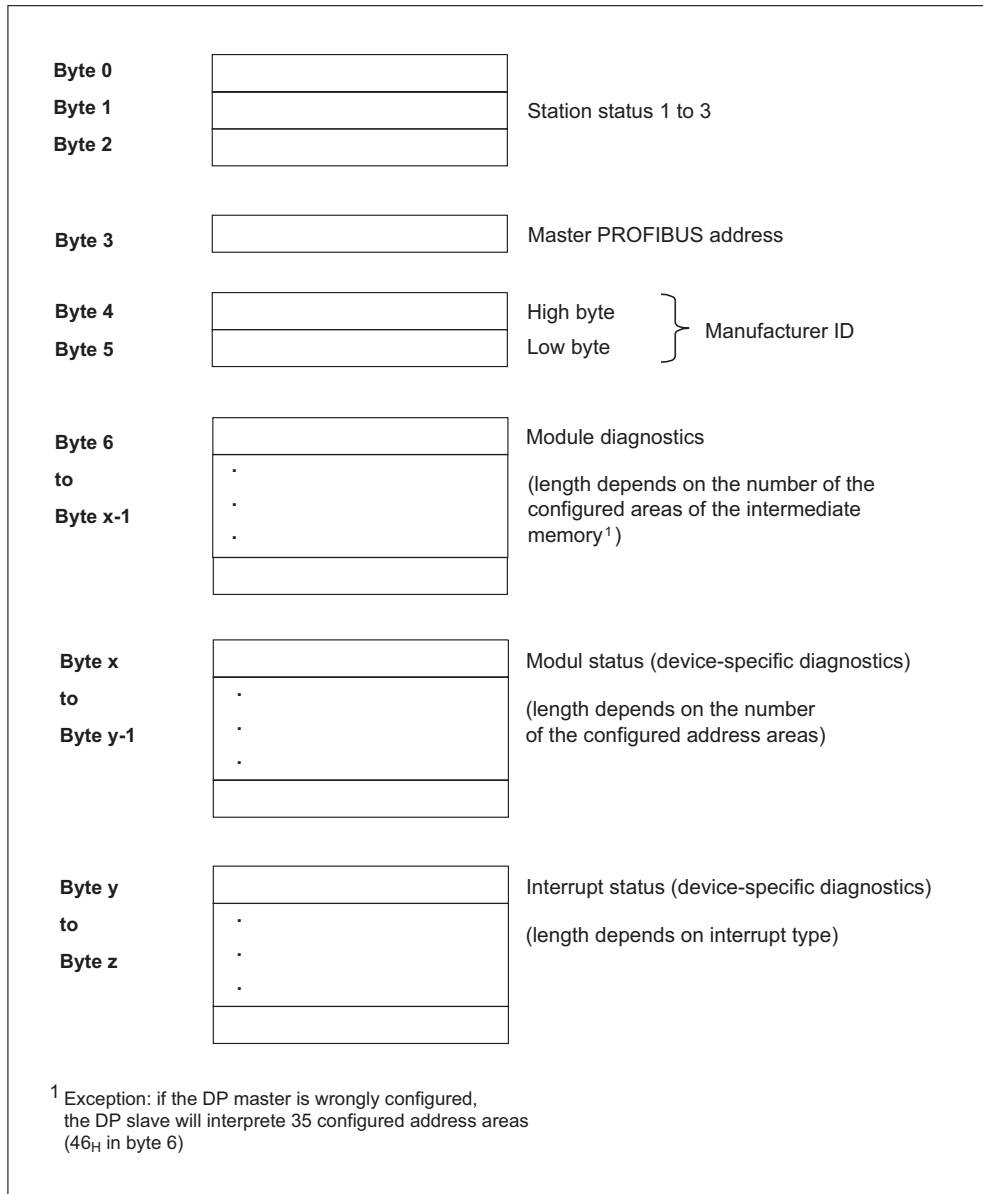 Byte 0
Byte 1
Station status 1 to 3
Byte 2
Byte 3
Master PROFIBUS address
Byte 4
High byte
Manufacturer ID
Byte 5
Low byte
Byte 6
Module diagnostics
to
(length depends on the number of the
configured areas of the intermediate
Byte x-1
memory1)
Byte x
Modul status (device-specific diagnostics)
to
(length depends on the number
Byte y-1
of the configured address areas)
Byte y
Interrupt status (device-specific diagnostics)
to
(length depends on interrupt type)
Byte z
1 Exception: if the DP master is wrongly configured,
the DP slave will interprete 35 configured address areas
(46H in byte 6)